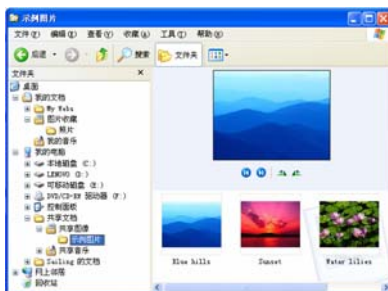 示例图片
文件(F) 编辑(E) 查看(V) 收藏(A) 工具(T) 帮助(H)
后退 搜索 文件夹
文件夹 ×
桌面
我的文档
My Webs
图片收藏
照片
我的音乐
我的电脑
本地磁盘 (C:)
LENOVO (D:)
可移动磁盘 (E:)
DVD/CD-RW 驱动器 (F:)
控制面板
共享文档
共享图像
示例图片
共享音乐
Sailing 的文档
网上邻居
回收站
Blue hills
Sunset
Water lilies